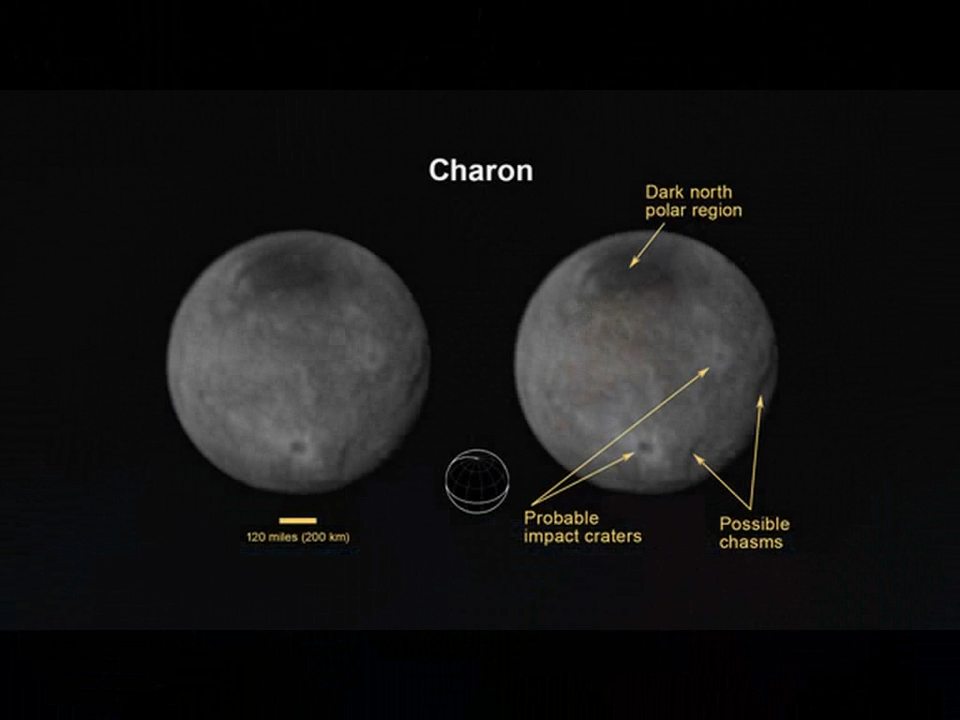 Charon
Dark north
polar region
120 miles (200 km)
Probable
impact craters
Possible
chasms